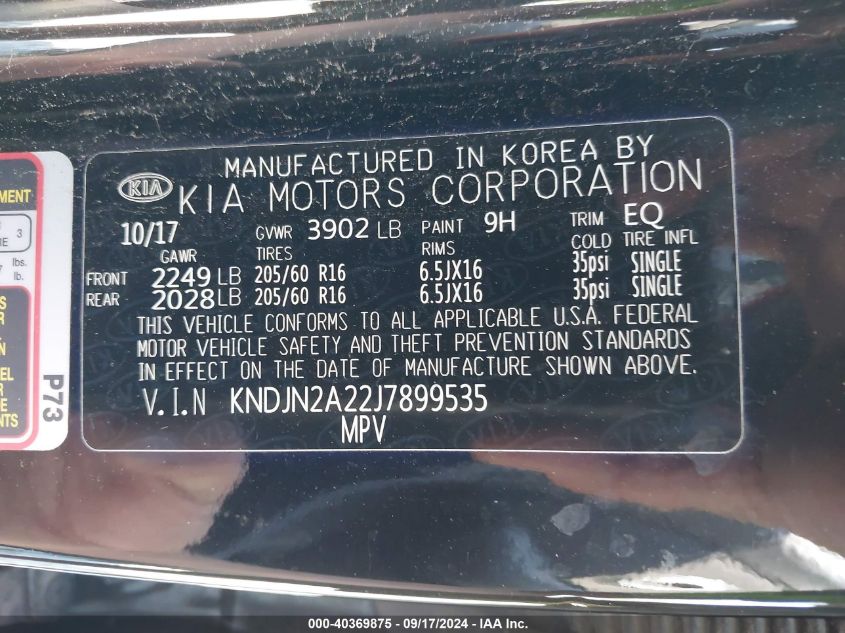 MANUFACTURED IN KOREA BY
KIA KIA MOTORS CORPORATION
10/17 GVWR 3902 LB PAINT 9H TRIM EQ
GAWR TIRES RIMS COLD TIRE INFL
FRONT 2249 LB 205/60 R16 6.5JX16 35psi SINGLE
REAR 2028 LB 205/60 R16 6.5JX16 35psi SINGLE
THIS VEHICLE CONFORMS TO ALL APPLICABLE U.S.A. FEDERAL
MOTOR VEHICLE SAFETY AND THEFT PREVENTION STANDARDS
IN EFFECT ON THE DATE OF MANUFACTURE SHOWN ABOVE.
V.I.N KNDJN2A22J7899535
MPV
3
lbs.
lb.
P73
000-40369875 - 09/17/2024 - IAA Inc.